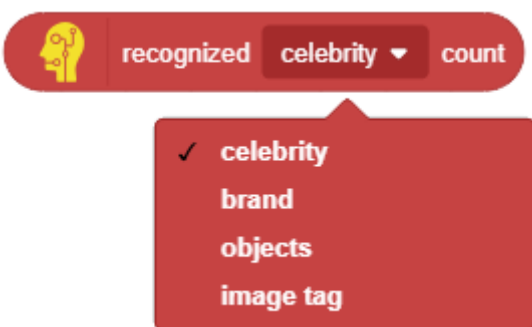 recognized celebrity count
celebrity
brand
objects
image tag